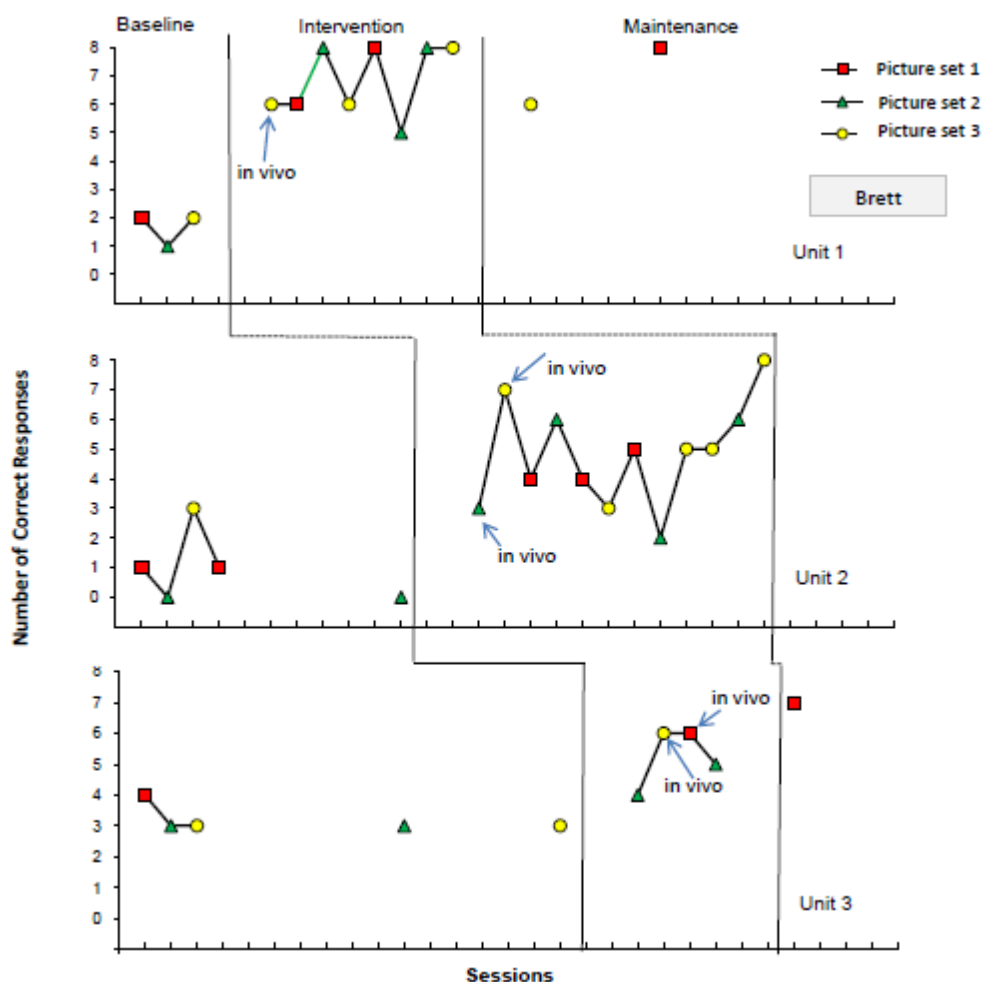 Baseline
Intervention
Maintenance
8
7
6
5
4
3
2
1
0
in vivo
Picture set 1
Picture set 2
Picture set 3
Brett
Unit 1
Number of Correct Responses
8
7
6
5
4
3
2
1
0
in vivo
in vivo
Unit 2
8
7
6
5
4
3
2
1
0
in vivo
in vivo
Unit 3
Sessions